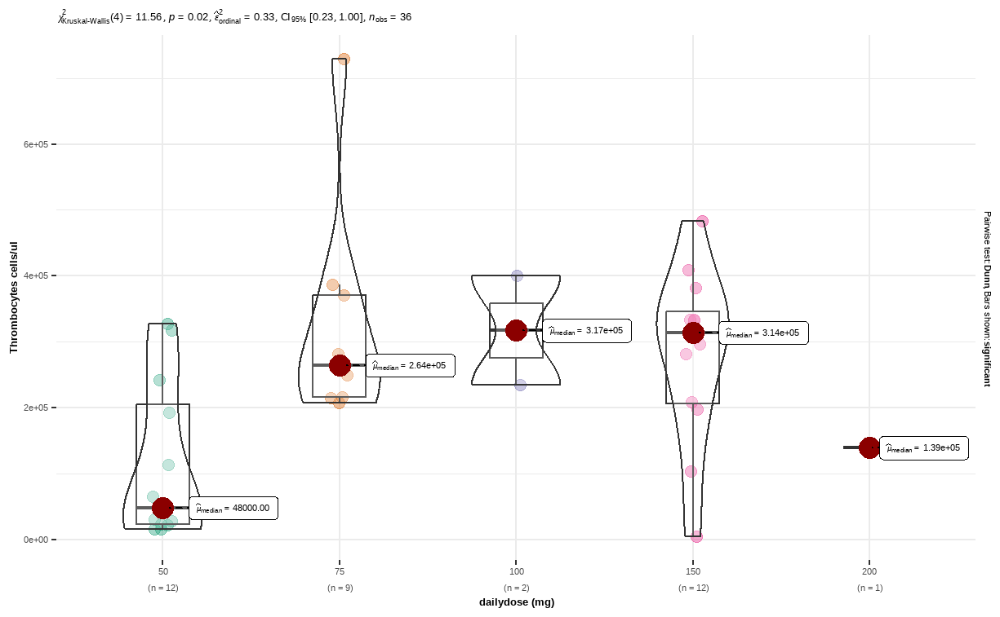 χ̂²Kruskal-Wallis(4) = 11.56, p = 0.02, ε̂²ordinal = 0.33, CI95% [0.23, 1.00], nobs = 36
Thrombocytes cells/ul
6e+05
4e+05
2e+05
0e+00
μ̂median = 48000.00
μ̂median = 2.64e+05
μ̂median = 3.17e+05
μ̂median = 3.14e+05
μ̂median = 1.39e+05
Pairwise test:Dunn, Bars shown:significant
50 75 100 150 200
(n = 12) (n = 9) (n = 2) (n = 12) (n = 1)
dailydose (mg)